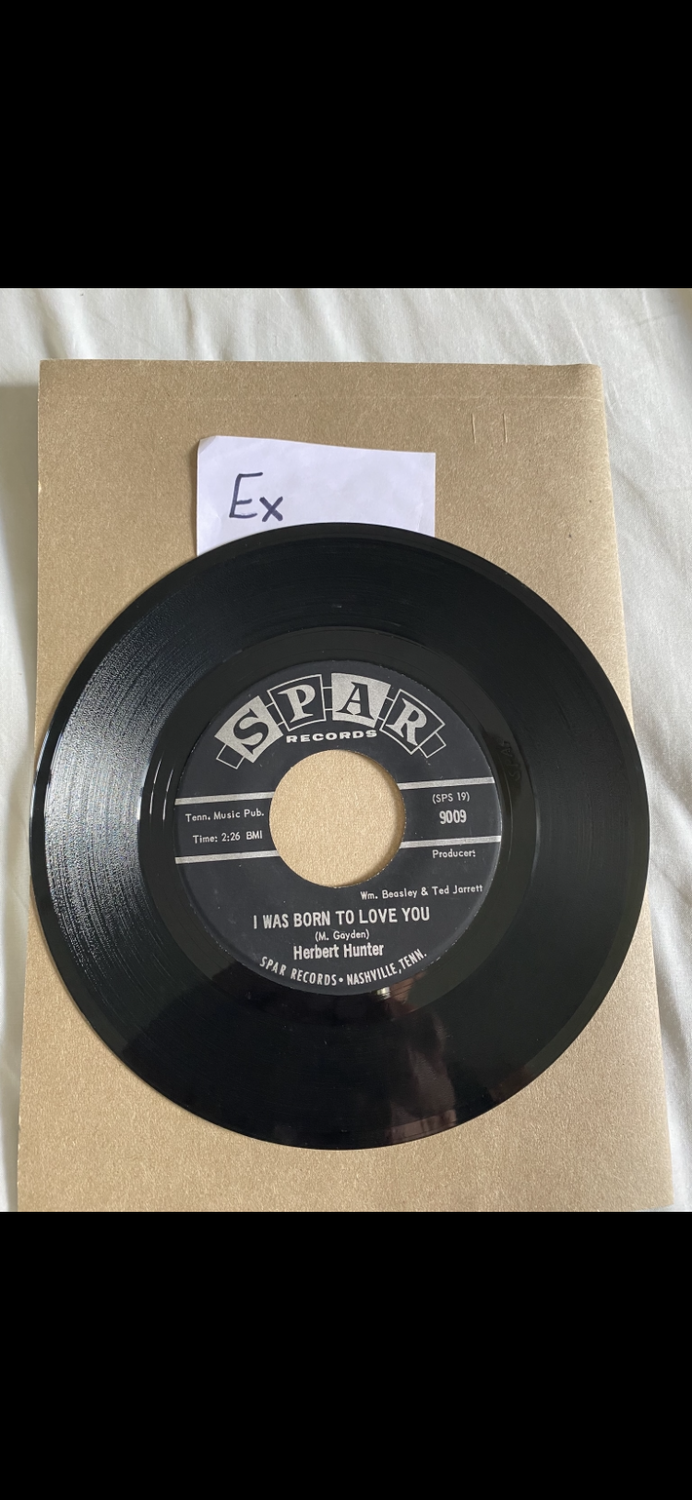 Ex
SPAR
RECORDS
Tenn. Music Pub.
Time: 2:26 BMI
(SPS 19)
9009
Producer:
Wm. Beasley & Ted Jarrett
I WAS BORN TO LOVE YOU
(M. Gayden)
Herbert Hunter
SPAR RECORDS • NASHVILLE, TENN.